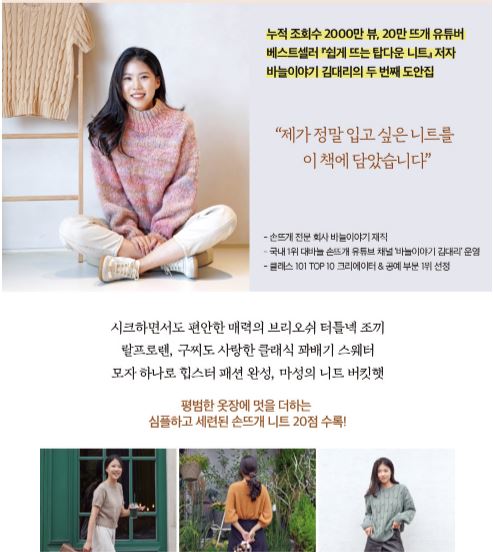 누적 조회수 2000만 뷰, 20만 뜨개 유튜버
베스트셀러 『쉽게 뜨는 탑다운 니트』 저자
바늘이야기 김대리의 두 번째 도안집
“제가 정말 입고 싶은 니트를
이 책에 담았습니다”
- 손뜨개 전문 회사 바늘이야기 재직
- 국내 1위 대바늘 손뜨개 유튜브 채널 '바늘이야기 김대리' 운영
- 클래스 101 TOP 10 크리에이터 & 공예 부문 1위 선정
시크하면서도 편안한 매력의 브리오쉬 터틀넥 조끼
랄프로렌, 구찌도 사랑한 클래식 꽈배기 스웨터
모자 하나로 힙스터 패션 완성, 마성의 니트 버킷햇
평범한 옷장에 멋을 더하는
심플하고 세련된 손뜨개 니트 20점 수록!